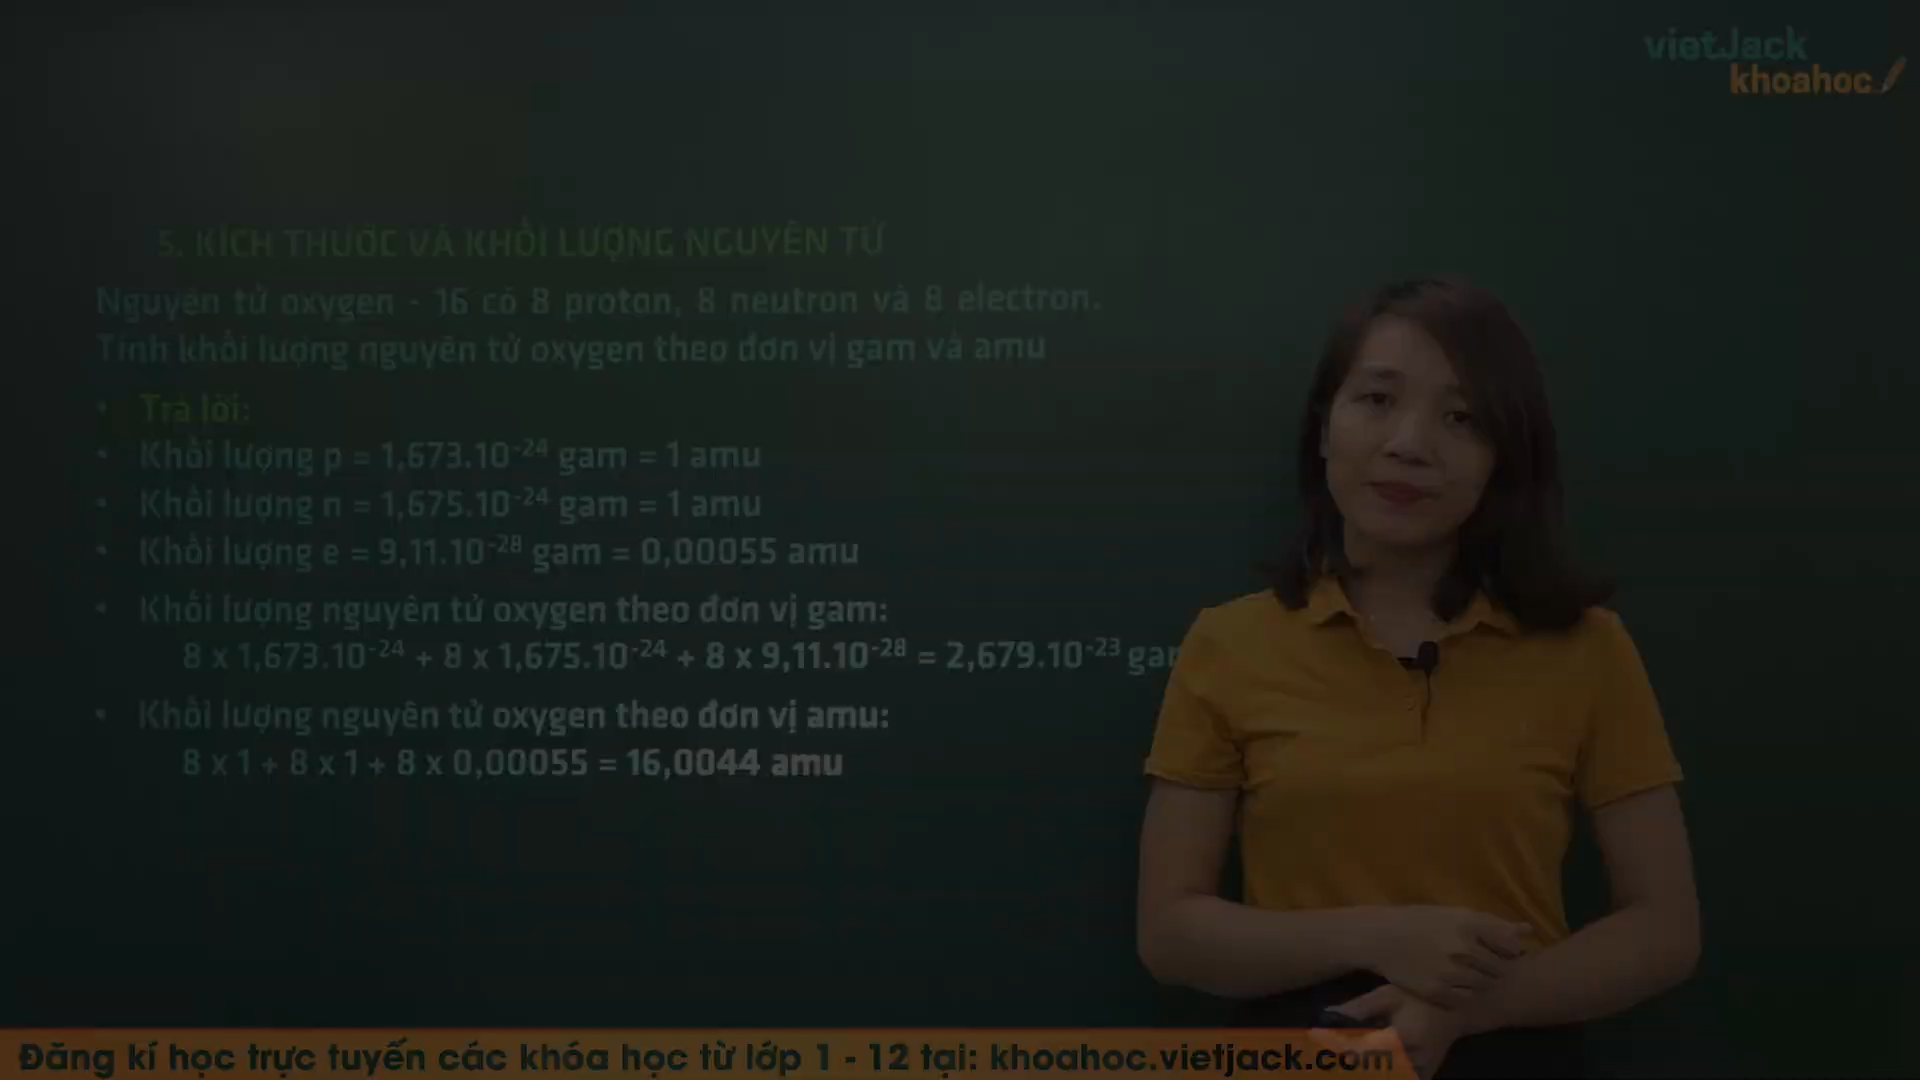 vietJack
khoahoc
5. KÍCH THƯỚC VÀ KHỐI LƯỢNG NGUYÊN TỬ
Nguyên tử oxygen - 16 có 8 proton, 8 neutron và 8 electron.
Tính khối lượng nguyên tử oxygen theo đơn vị gam và amu
• Trả lời:
• Khối lượng p = 1,673.10⁻²⁴ gam = 1 amu
• Khối lượng n = 1,675.10⁻²⁴ gam = 1 amu
• Khối lượng e = 9,11.10⁻²⁸ gam = 0,00055 amu
• Khối lượng nguyên tử oxygen theo đơn vị gam:
8 x 1,673.10⁻²⁴ + 8 x 1,675.10⁻²⁴ + 8 x 9,11.10⁻²⁸ = 2,679.10⁻²³
• Khối lượng nguyên tử oxygen theo đơn vị amu:
8 x 1 + 8 x 1 + 8 x 0,00055 = 16,0044 amu
Đăng kí học trực tuyến các khóa học từ lớp 1 - 12 tại: khoahoc.vietjack.com